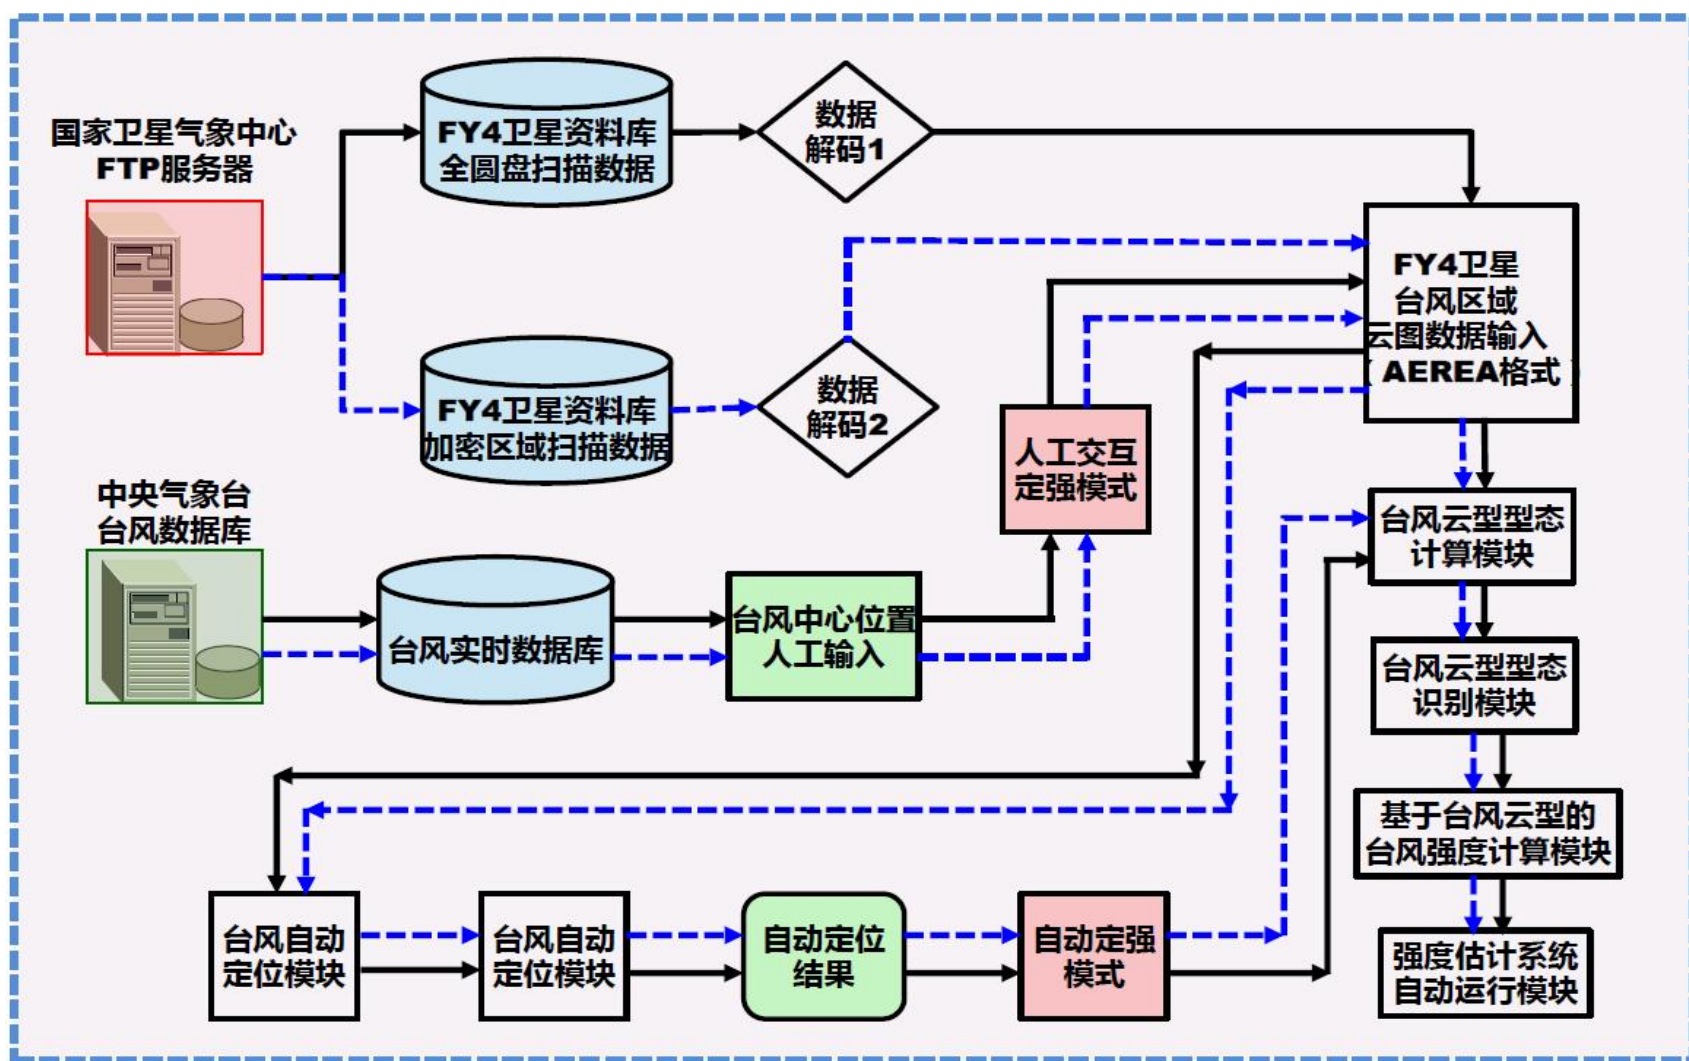 国家卫星气象中心
FTP服务器
FY4卫星资料库
全圆盘扫描数据
数据
解码1
FY4卫星
台风区域
云图数据输入
（AEREA格式）
FY4卫星资料库
加密区域扫描数据
数据
解码2
人工交互
定强模式
中央气象台
台风数据库
台风实时数据库
台风中心位置
人工输入
台风云型型态
计算模块
台风云型型态
识别模块
基于台风云型的
台风强度计算模块
台风自动
定位模块
台风自动
定位模块
自动定位
结果
自动定强
模式
强度估计系统
自动运行模块